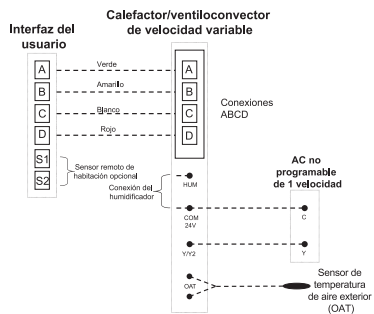 Calefactor/ventiloconvector
de velocidad variable
Interfaz del
usuario
A
Verde
A
B
Amarillo
B
C
Blanco
C
D
Rojo
D
Conexiones
ABCD
S1
S2
Sensor remoto de
habitación opcional
Conexión del
humidificador
HUM
COM
24V
Y/Y2
OAT
AC no
programable
de 1 velocidad
C
Y
Sensor de
temperatura
de aire exterior
(OAT)